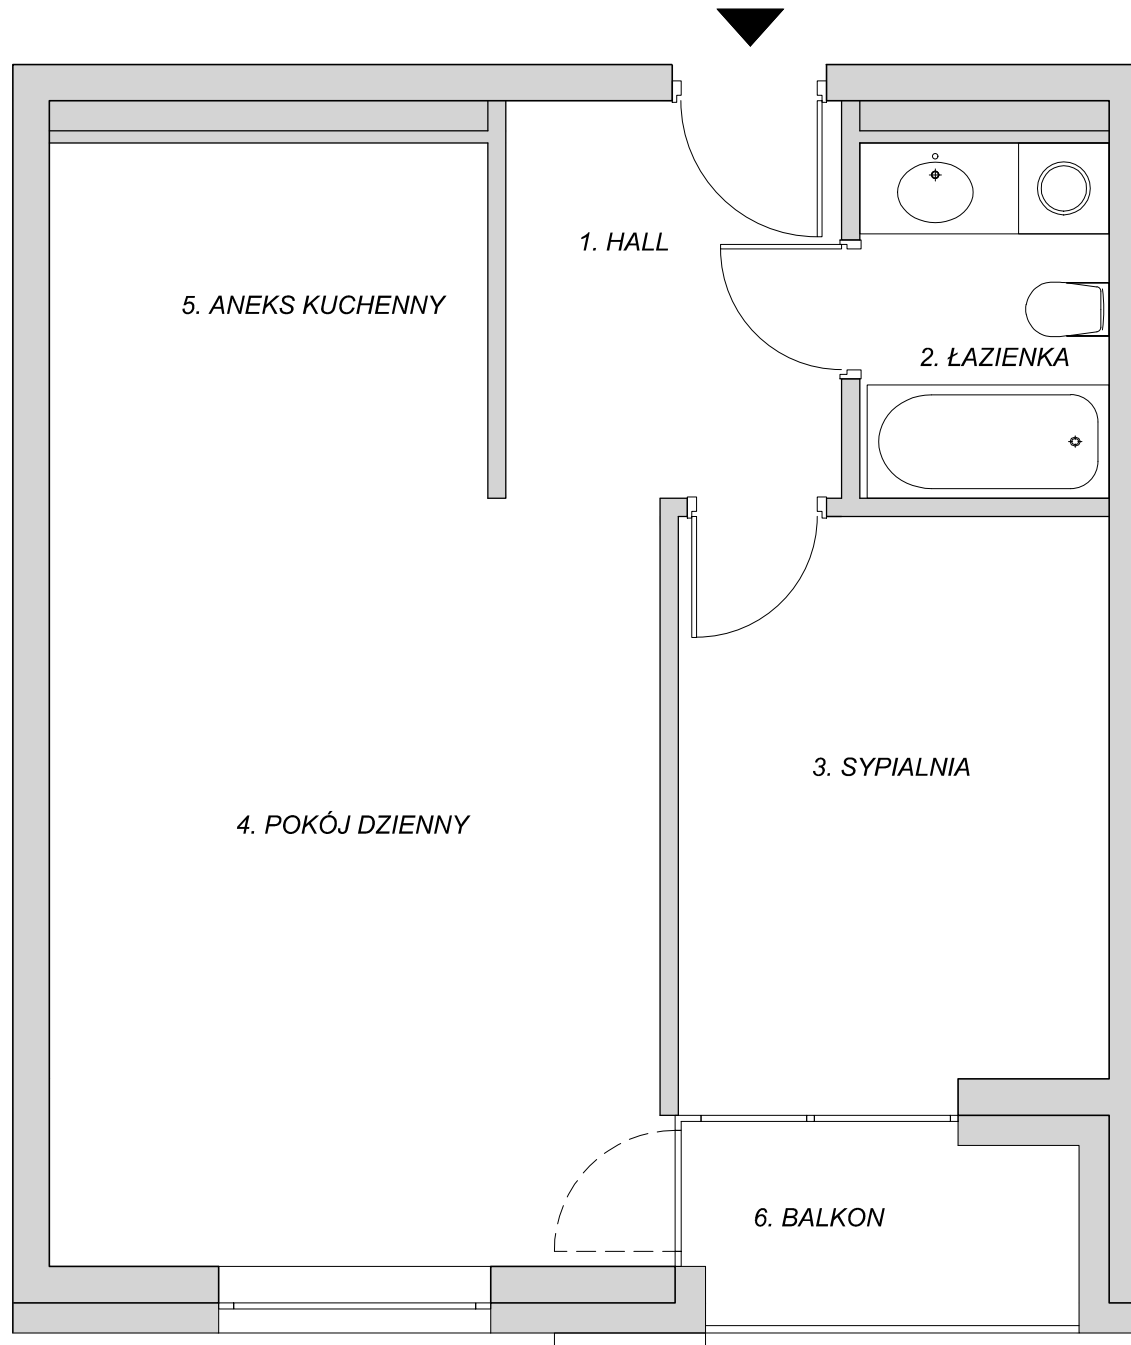 1. HALL
5. ANEKS KUCHENNY
2. ŁAZIENKA
3. SYPIALNIA
4. POKÓJ DZIENNY
6. BALKON